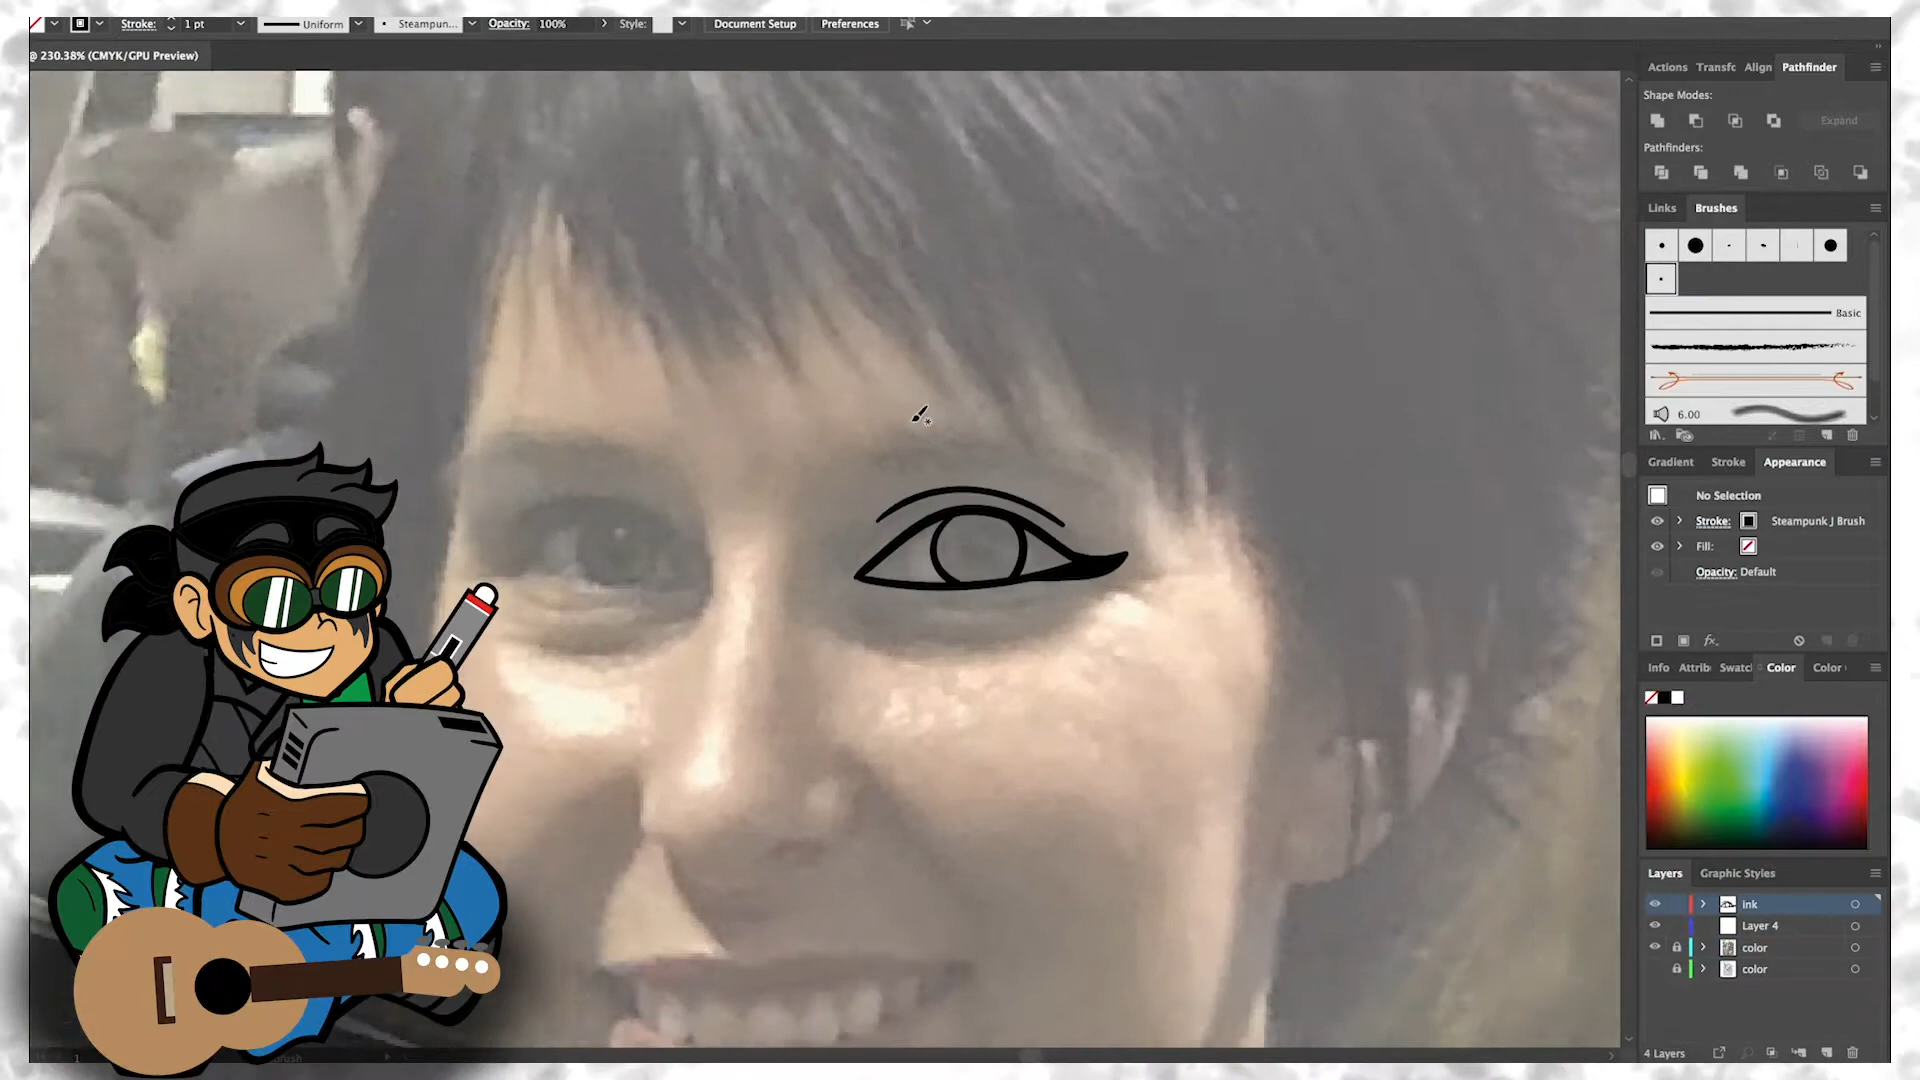 Stroke: 1 pt Uniform Steampun... Opacity: 100% Style: Document Setup Preferences
@ 230.38% (CMYK/GPU Preview)
Actions Transfc Align Pathfinder
Shape Modes:
Expand
Pathfinders:
Links Brushes
Basic
6.00
Gradient Stroke Appearance
No Selection
Stroke: Steampunk J Brush
Fill:
Opacity: Default
fx
Info Attrib Swatc Color Color
Layers Graphic Styles
ink
Layer 4
color
color
4 Layers
1